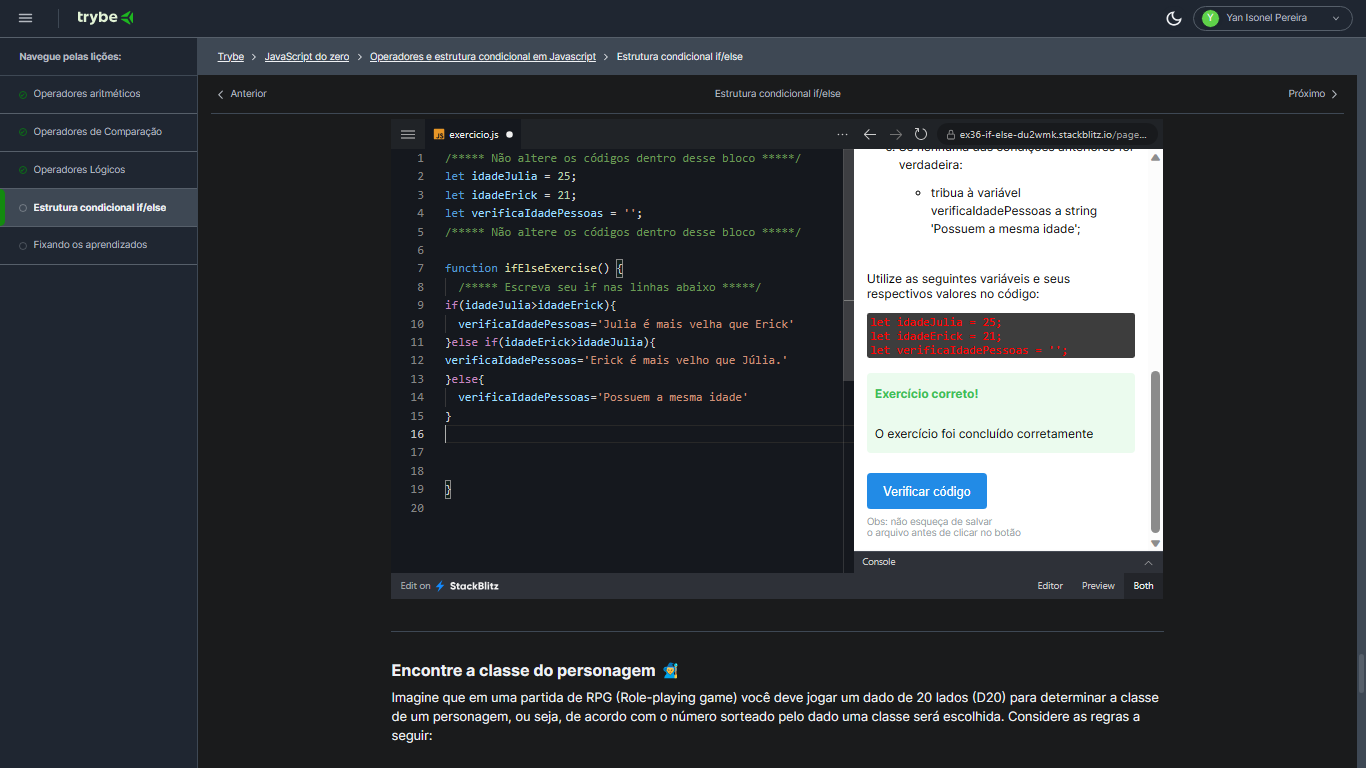 trybe
Yan Isonel Pereira
Navegue pelas lições:
Operadores aritméticos
Operadores de Comparação
Operadores Lógicos
Estrutura condicional if/else
Fixando os aprendizados
Trybe > JavaScript do zero > Operadores e estrutura condicional em Javascript > Estrutura condicional if/else
Anterior
Estrutura condicional if/else
Próximo
JS exercicio.js
ex36-if-else-du2wmk.stackblitz.io/page...
1 /***** Não altere os códigos dentro desse bloco *****/
2 let idadeJulia = 25;
3 let idadeErick = 21;
4 let verificaIdadePessoas = '';
5 /***** Não altere os códigos dentro desse bloco *****/
6
7 function ifElseExercise() {
8 /***** Escreva seu if nas linhas abaixo *****/
9 if(idadeJulia>idadeErick){
10 verificaIdadePessoas='Julia é mais velha que Erick'
11 }else if(idadeErick>idadeJulia){
12 verificaIdadePessoas='Erick é mais velho que Júlia.'
13 }else{
14 verificaIdadePessoas='Possuem a mesma idade'
15 }
16
17
18
19 }
20
verdadeira:
tribua à variável
verificaIdadePessoas a string
'Possuem a mesma idade';
Utilize as seguintes variáveis e seus
respectivos valores no código:
let idadeJulia = 25;
let idadeErick = 21;
let verificaIdadePessoas = '';
Exercício correto!
O exercício foi concluído corretamente
Verificar código
Obs: não esqueça de salvar
o arquivo antes de clicar no botão
Console
Edit on StackBlitz
Editor
Preview
Both
Encontre a classe do personagem
Imagine que em uma partida de RPG (Role-playing game) você deve jogar um dado de 20 lados (D20) para determinar a classe
de um personagem, ou seja, de acordo com o número sorteado pelo dado uma classe será escolhida. Considere as regras a
seguir: